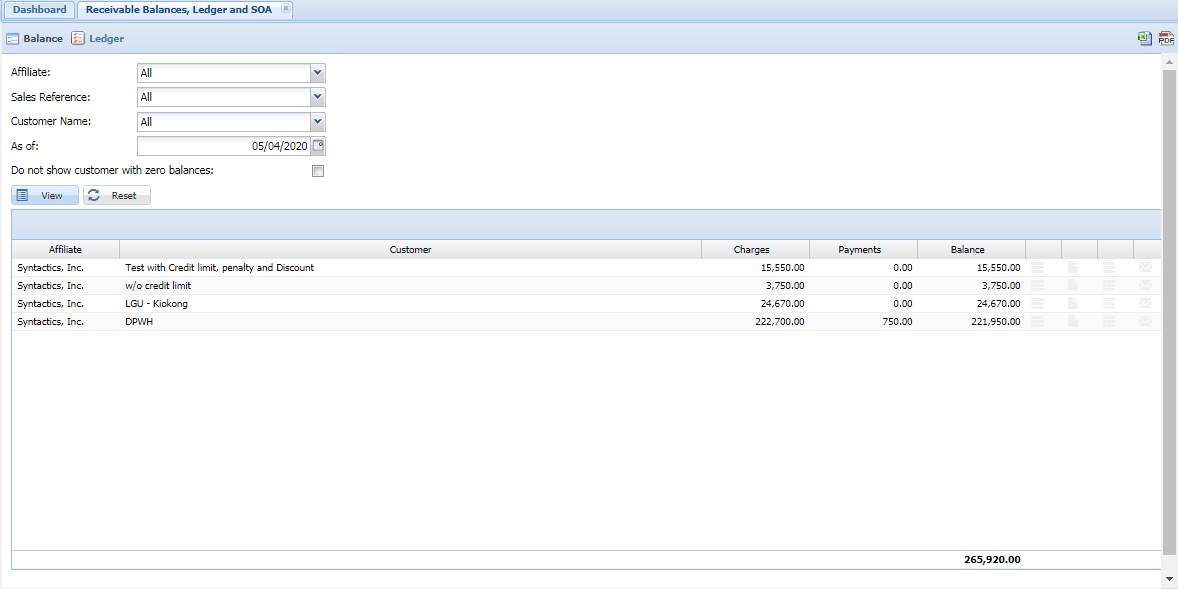 Dashboard Receivable Balances, Ledger and SOA
Balance Ledger PDF
Affiliate: All
Sales Reference: All
Customer Name: All
As of: 05/04/2020
Do not show customer with zero balances:
View Reset
Affiliate Customer Charges Payments Balance
Syntactics, Inc. Test with Credit limit, penalty and Discount 15,550.00 0.00 15,550.00
Syntactics, Inc. w/o credit limit 3,750.00 0.00 3,750.00
Syntactics, Inc. LGU - Kiokong 24,670.00 0.00 24,670.00
Syntactics, Inc. DPWH 222,700.00 750.00 221,950.00
265,920.00